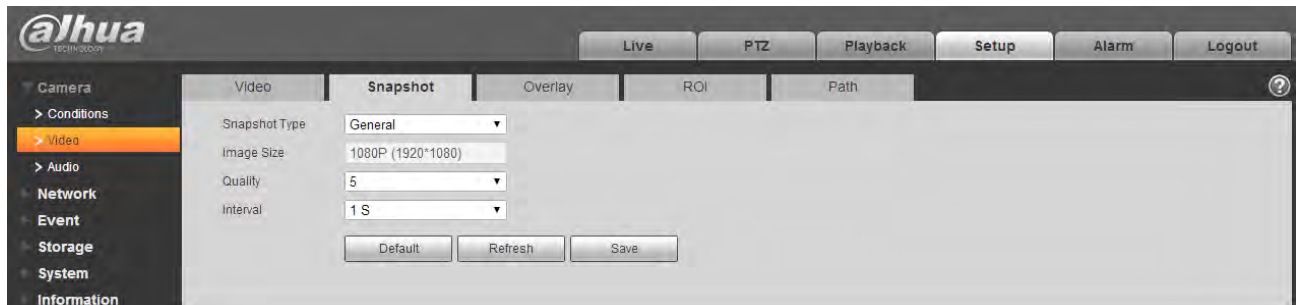 alhua
TECHNOLOGY
Live PTZ Playback Setup Alarm Logout
Camera
> Conditions
> Video
> Audio
Network
Event
Storage
System
Information
Video Snapshot Overlay ROI Path
?
Snapshot Type General
Image Size 1080P (1920*1080)
Quality 5
Interval 1 S
Default Refresh Save